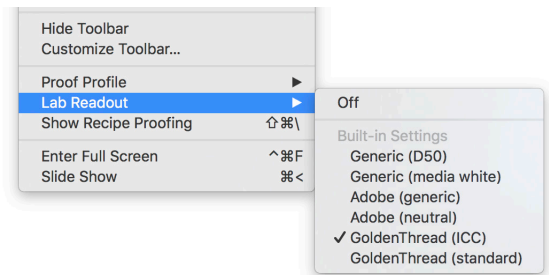 Hide Toolbar
Customize Toolbar...
Proof Profile ▶
Lab Readout ▶
Show Recipe Proofing ⇧⌘\
Enter Full Screen ^⌘F
Slide Show ⌘<
Off
Built-in Settings
Generic (D50)
Generic (media white)
Adobe (generic)
Adobe (neutral)
✓ GoldenThread (ICC)
GoldenThread (standard)